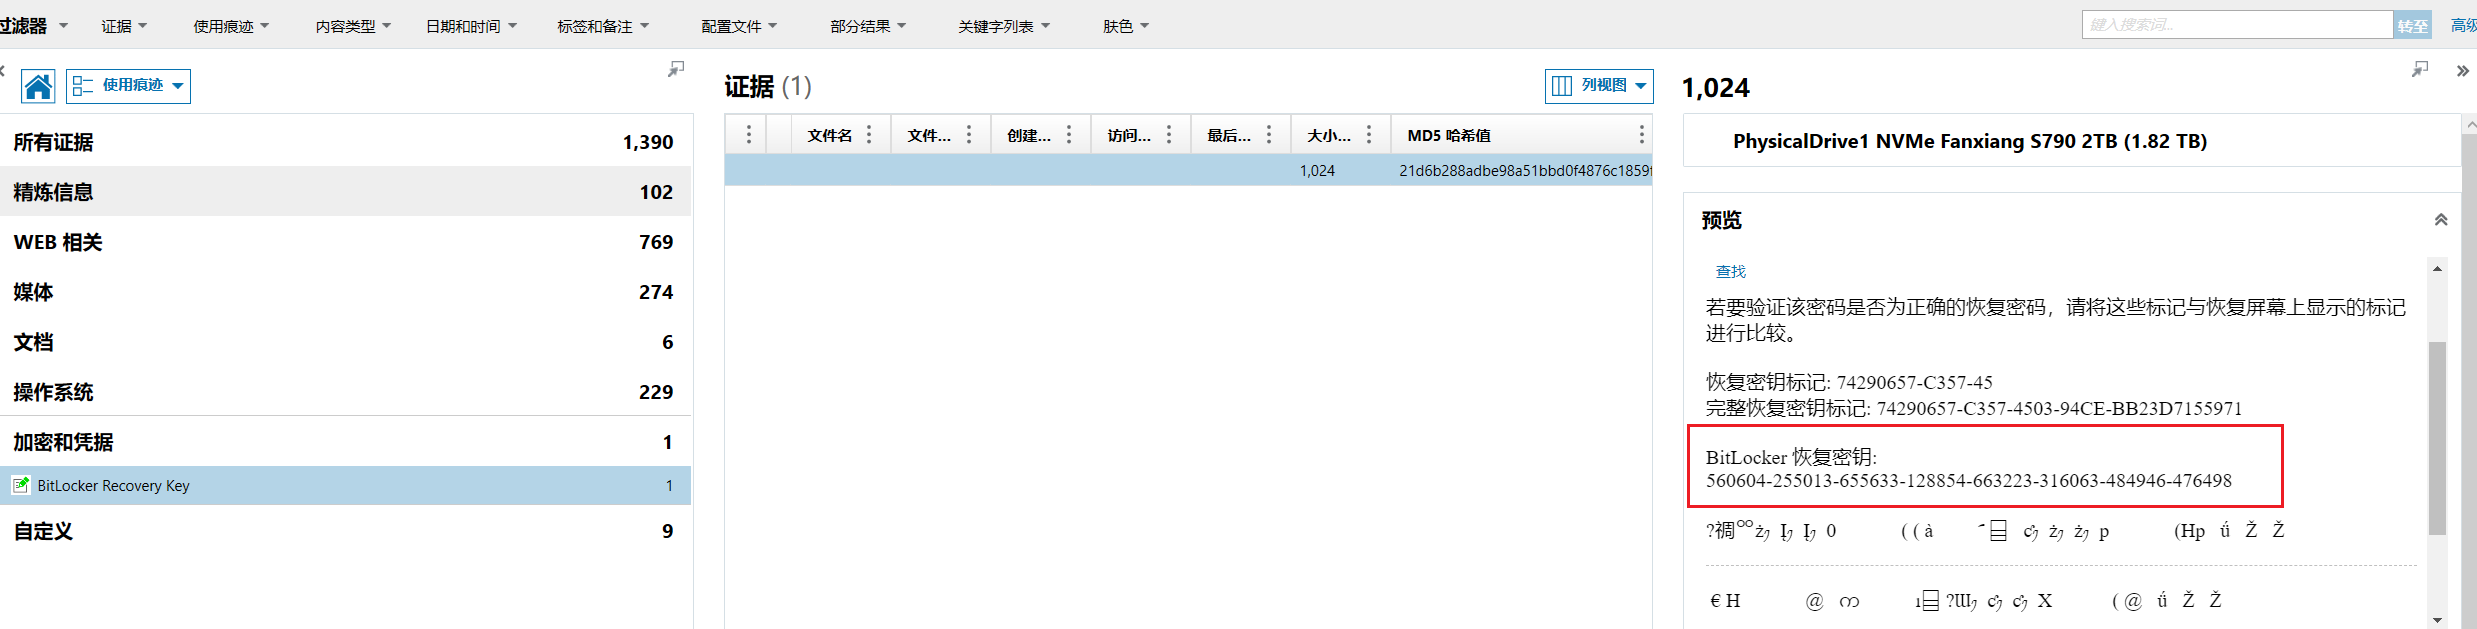 过滤器 证据 使用痕迹 内容类型 日期和时间 标签和备注 配置文件 部分结果 关键字列表 肤色 键入搜索词... 转至 高级
使用痕迹
所有证据 1,390
精炼信息 102
WEB 相关 769
媒体 274
文档 6
操作系统 229
加密和凭据 1
BitLocker Recovery Key 1
自定义 9
证据 (1) 列视图
文件名 文件... 创建... 访问... 最后... 大小... MD5 哈希值
1,024 21d6b288adbe98a51bbd0f4876c1859
1,024
PhysicalDrive1 NVMe Fanxiang S790 2TB (1.82 TB)
预览
查找
若要验证该密码是否为正确的恢复密码，请将这些标记与恢复屏幕上显示的标记
进行比较。
恢复密钥标记: 74290657-C357-45
完整恢复密钥标记: 74290657-C357-4503-94CE-BB23D7155971
BitLocker 恢复密钥:
560604-255013-655633-128854-663223-316063-484946-476498